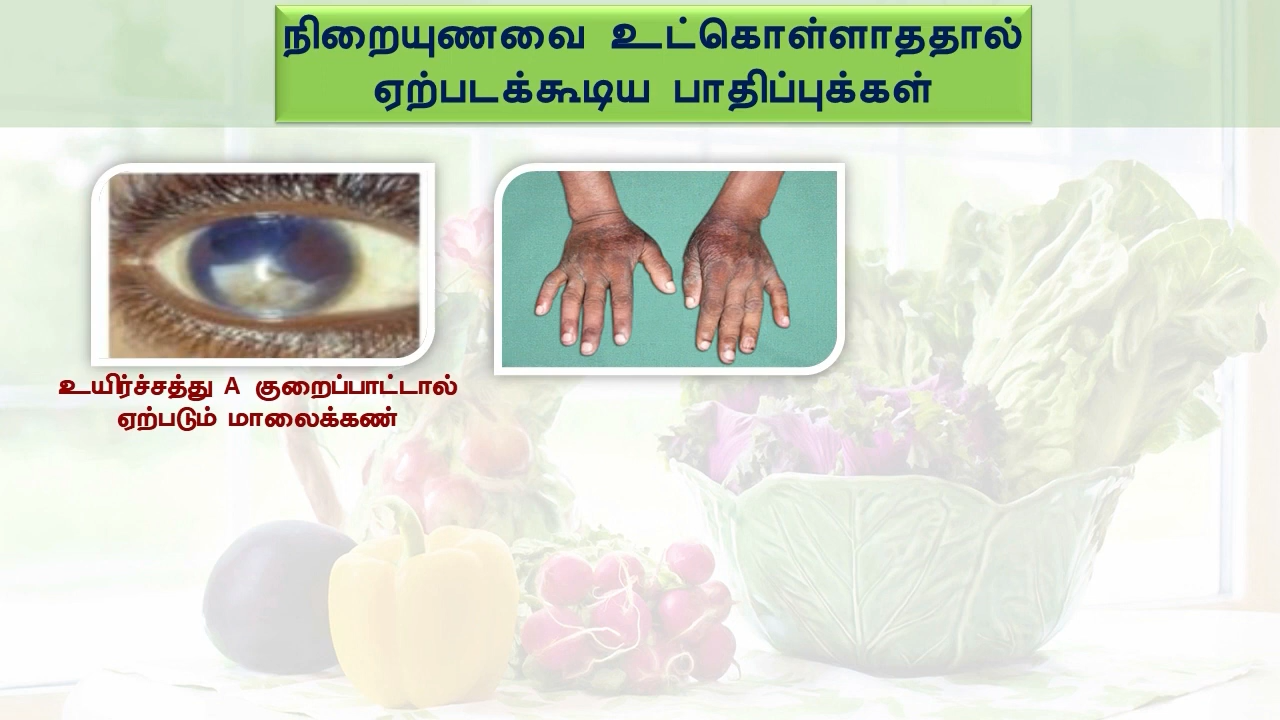 நிறையுணவை உட்கொள்ளாததால்
ஏற்படக்கூடிய பாதிப்புக்கள்
உயிர்ச்சத்து A குறைப்பாட்டால்
ஏற்படும் மாலைக்கண்